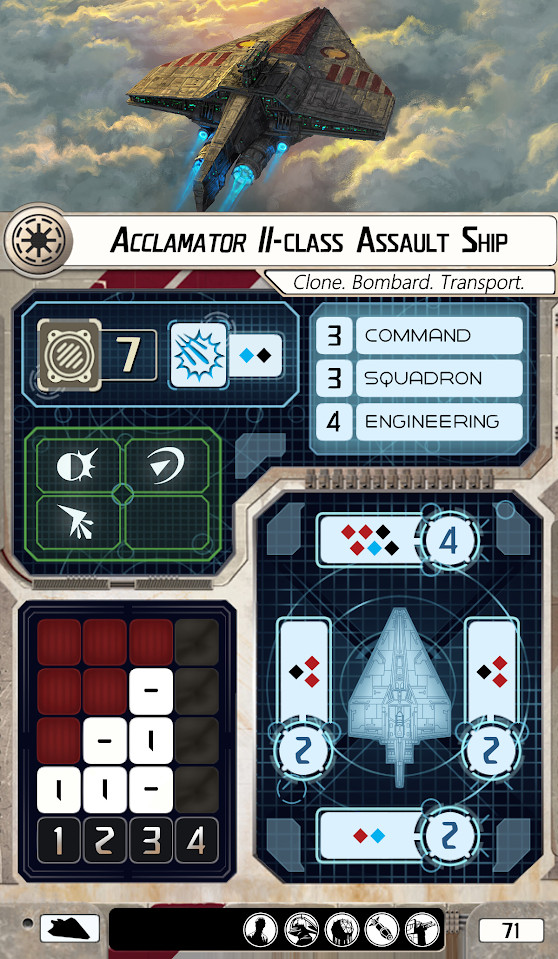 Acclamator II-class Assault Ship
Clone. Bombard. Transport.
7
3 COMMAND
3 SQUADRON
4 ENGINEERING
4
-
- I
2 2
I I -
1 2 3 4
2
71